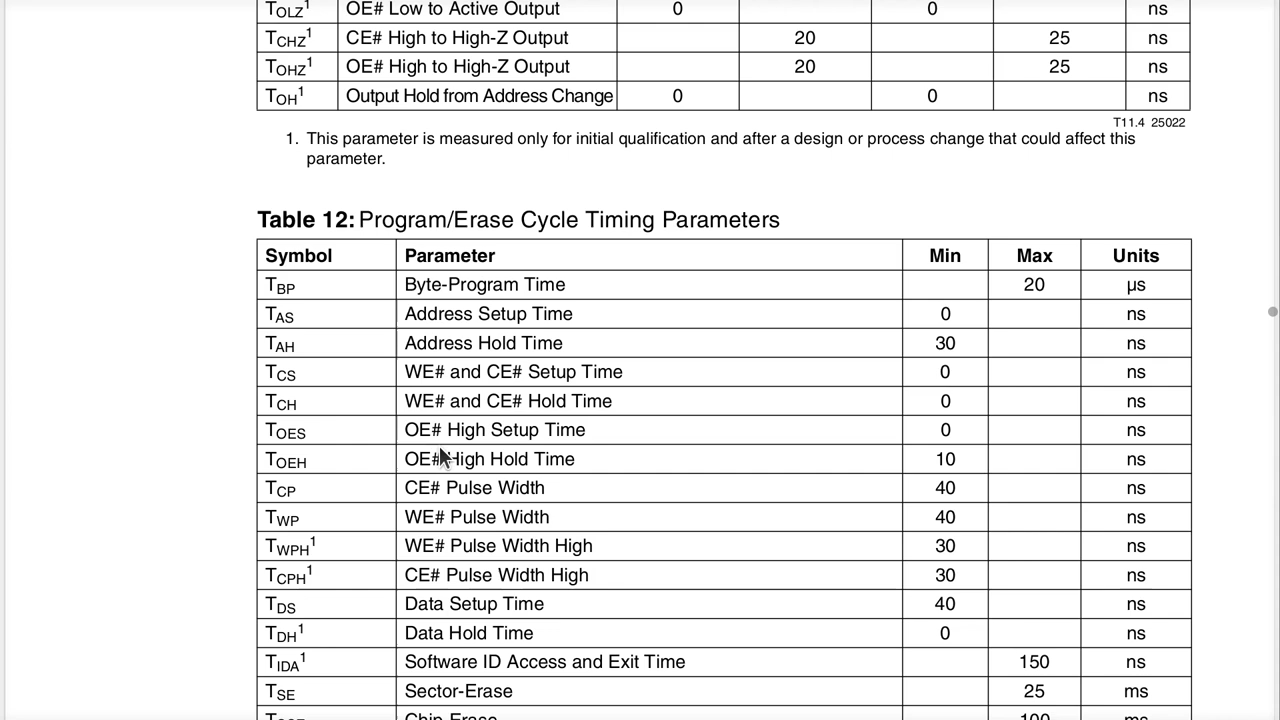 TOLZ1 OE# Low to Active Output 0 0 ns
TCHZ1 CE# High to High-Z Output 20 25 ns
TOHZ1 OE# High to High-Z Output 20 25 ns
TOH1 Output Hold from Address Change 0 0 ns
T11.4 25022
1. This parameter is measured only for initial qualification and after a design or process change that could affect this
parameter.
Table 12: Program/Erase Cycle Timing Parameters
Symbol Parameter Min Max Units
TBP Byte-Program Time 20 µs
TAS Address Setup Time 0 ns
TAH Address Hold Time 30 ns
TCS WE# and CE# Setup Time 0 ns
TCH WE# and CE# Hold Time 0 ns
TOES OE# High Setup Time 0 ns
TOEH OE# High Hold Time 10 ns
TCP CE# Pulse Width 40 ns
TWP WE# Pulse Width 40 ns
TWPH1 WE# Pulse Width High 30 ns
TCPH1 CE# Pulse Width High 30 ns
TDS Data Setup Time 40 ns
TDH1 Data Hold Time 0 ns
TIDA1 Software ID Access and Exit Time 150 ns
TSE Sector-Erase 25 ms
Chip-Erase 100 ms